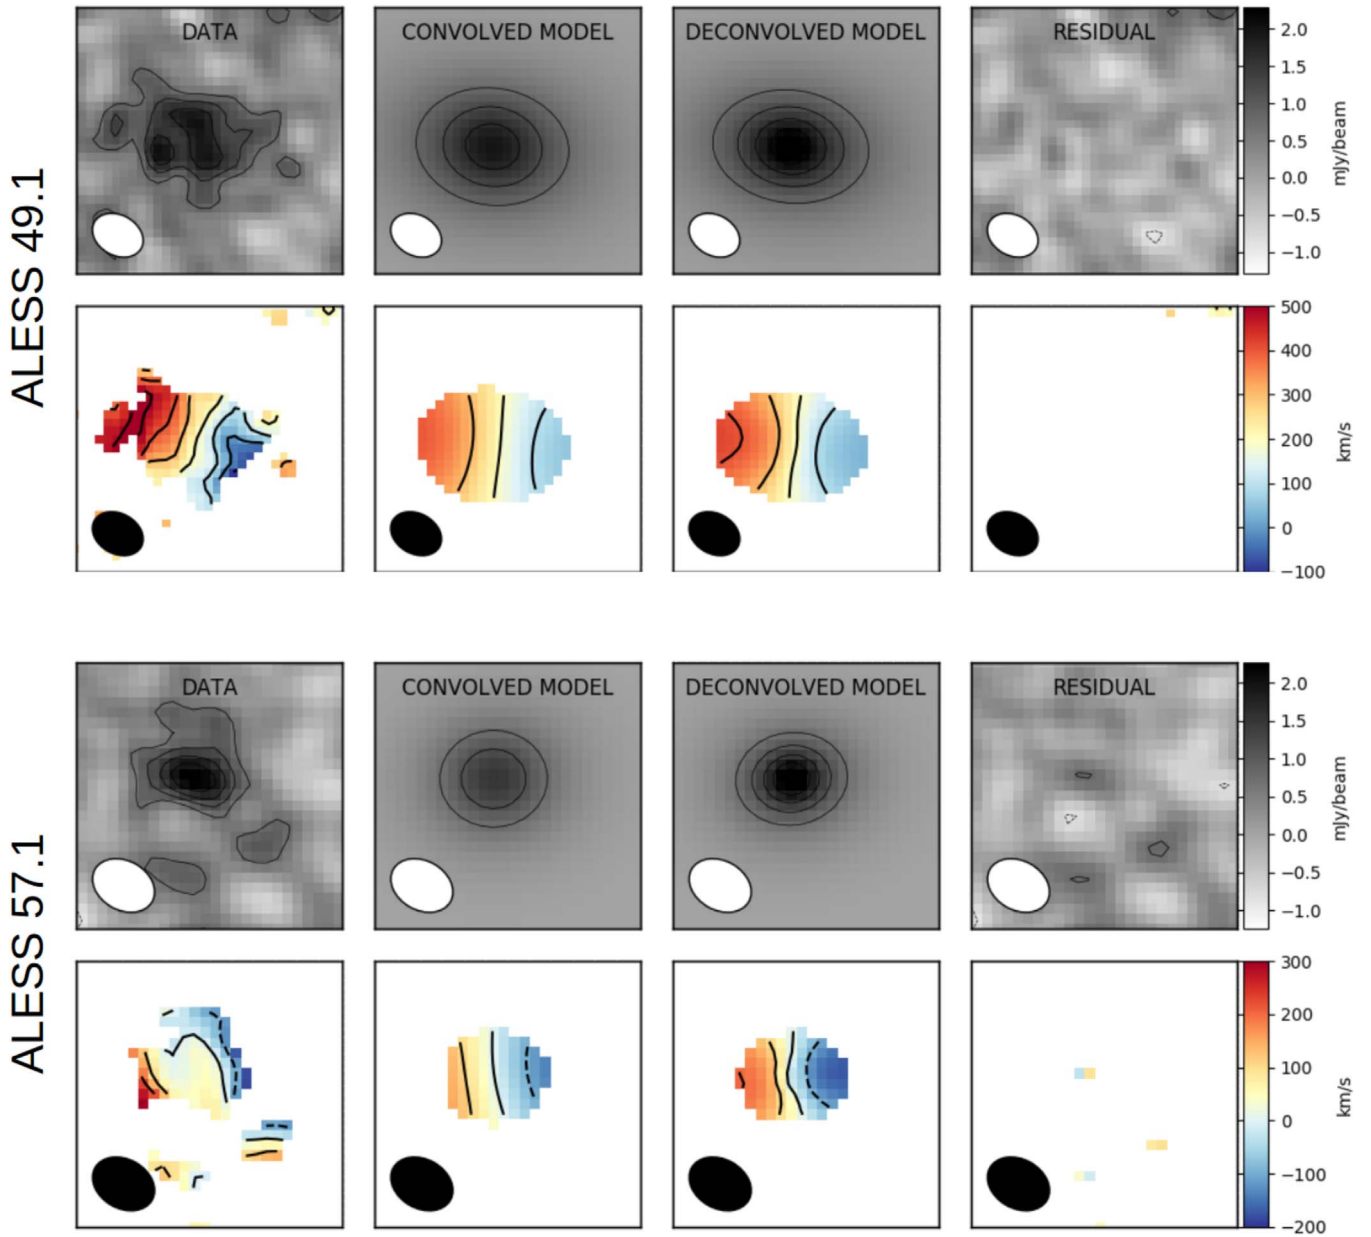 ALESS 49.1
DATA
CONVOLVED MODEL
DECONVOLVED MODEL
RESIDUAL
2.0
1.5
1.0
0.5
0.0
−0.5
−1.0
mJy/beam
500
400
300
200
100
0
−100
km/s
ALESS 57.1
DATA
CONVOLVED MODEL
DECONVOLVED MODEL
RESIDUAL
2.0
1.5
1.0
0.5
0.0
−0.5
−1.0
mJy/beam
300
200
100
0
−100
−200
km/s